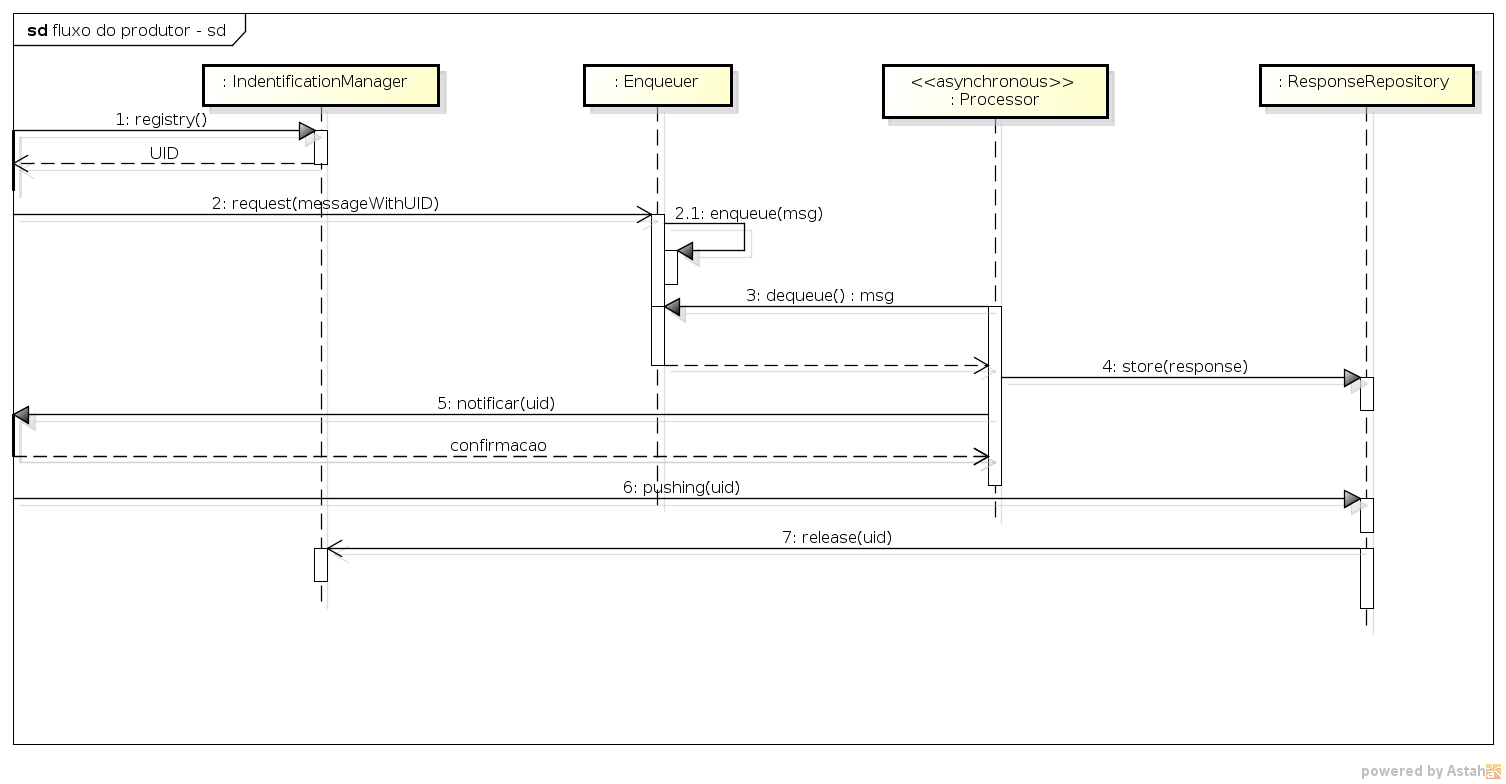 sd fluxo do produtor - sd
: IndentificationManager
: Enqueuer
<<asynchronous>>
: Processor
: ResponseRepository
1: registry()
UID
2: request(messageWithUID)
2.1: enqueue(msg)
3: dequeue() : msg
4: store(response)
5: notificar(uid)
confirmacao
6: pushing(uid)
7: release(uid)
powered by Astah